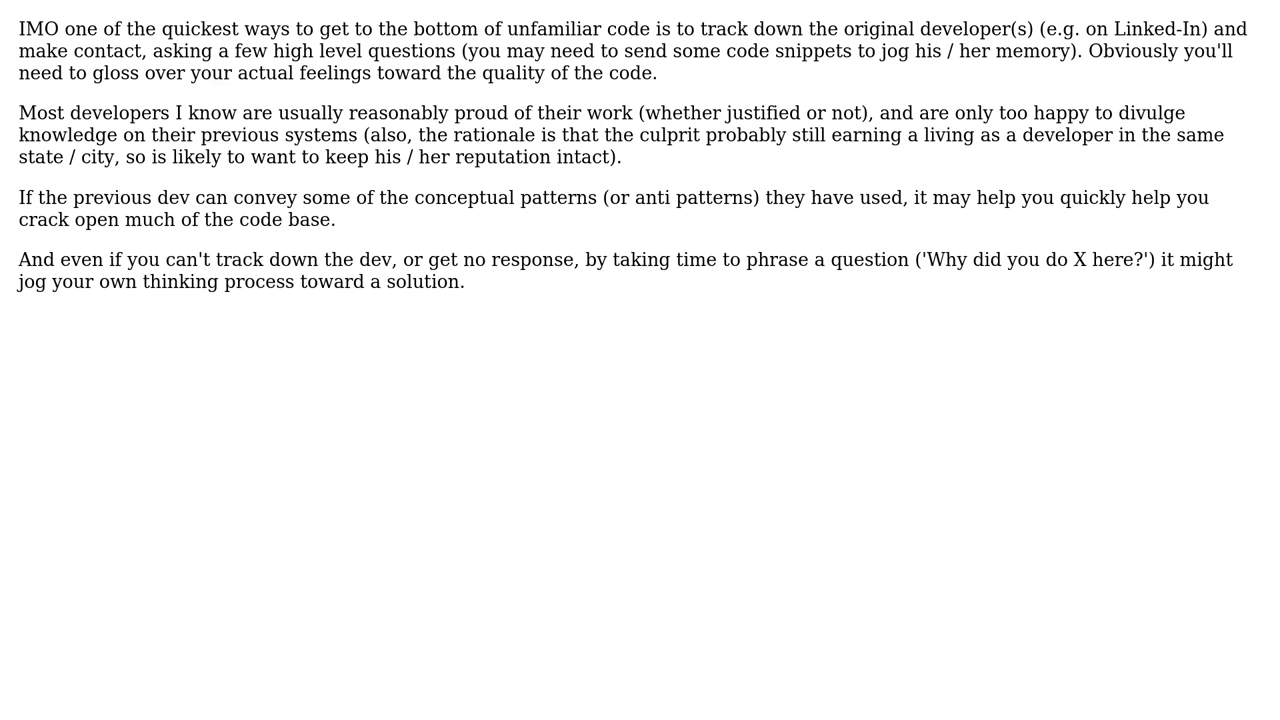 IMO one of the quickest ways to get to the bottom of unfamiliar code is to track down the original developer(s) (e.g. on Linked-In) and
make contact, asking a few high level questions (you may need to send some code snippets to jog his / her memory). Obviously you'll
need to gloss over your actual feelings toward the quality of the code.
Most developers I know are usually reasonably proud of their work (whether justified or not), and are only too happy to divulge
knowledge on their previous systems (also, the rationale is that the culprit probably still earning a living as a developer in the same
state / city, so is likely to want to keep his / her reputation intact).
If the previous dev can convey some of the conceptual patterns (or anti patterns) they have used, it may help you quickly help you
crack open much of the code base.
And even if you can't track down the dev, or get no response, by taking time to phrase a question ('Why did you do X here?') it might
jog your own thinking process toward a solution.